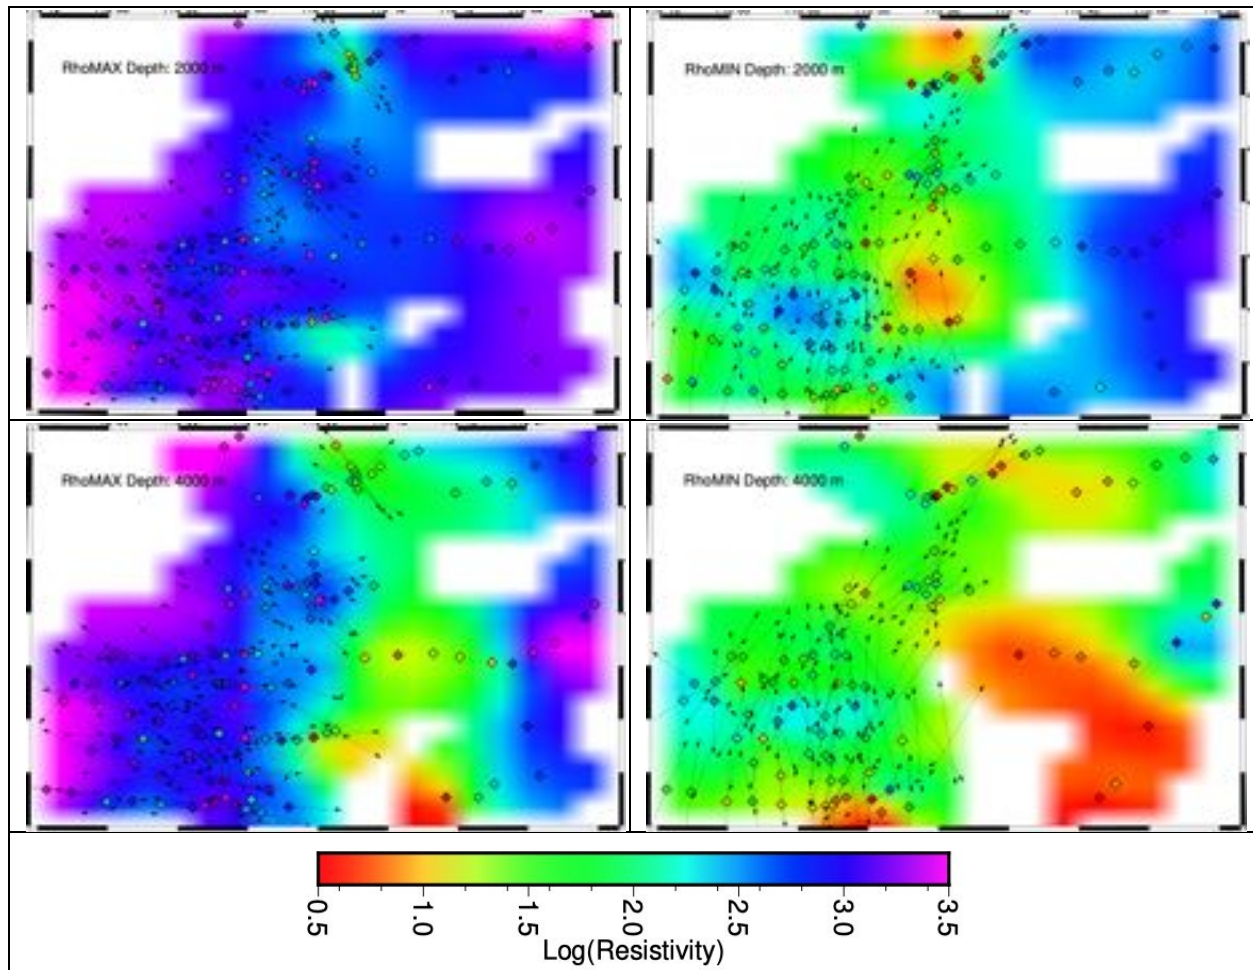 RhoMAX Depth: 2000 m
RhoMIN Depth: 2000 m
RhoMAX Depth: 4000 m
RhoMIN Depth: 4000 m
0.5 1.0 1.5 2.0 2.5 3.0 3.5
Log(Resistivity)